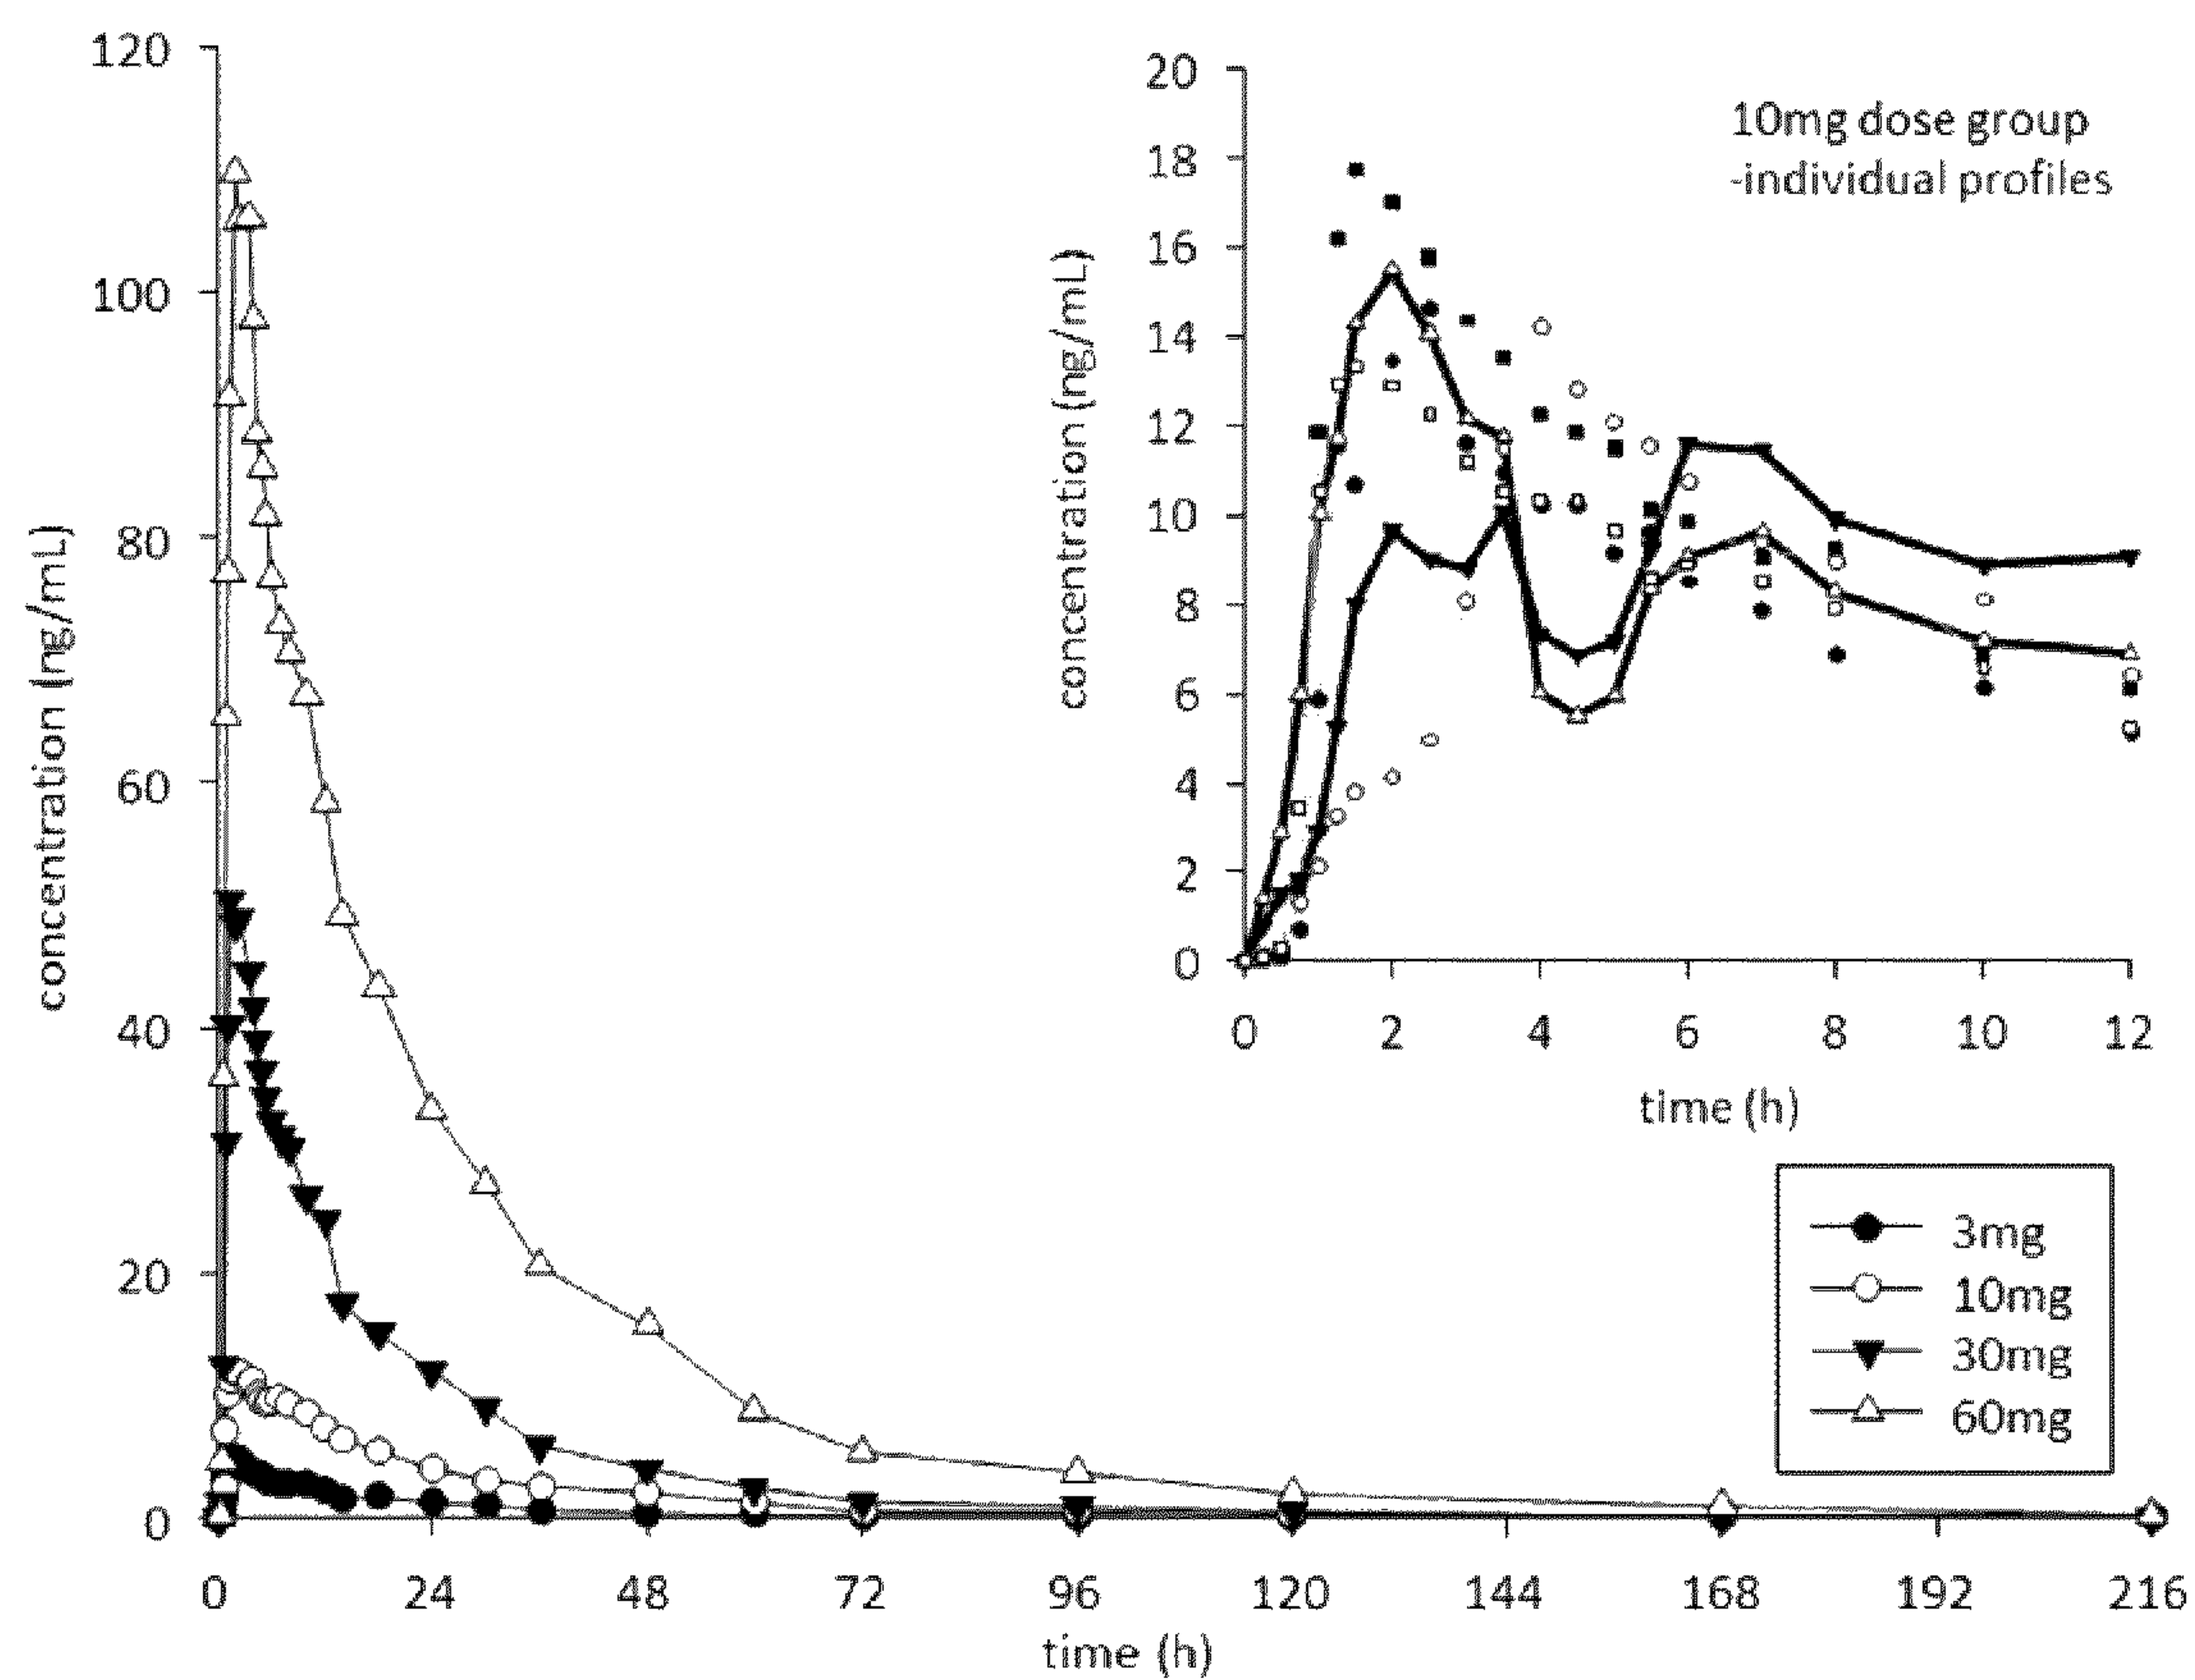 120
100
80
60
40
20
0
concentration (ng/mL)
0 24 48 72 96 120 144 168 192 216
time (h)
20
18
16
14
12
10
8
6
4
2
0
concentration (ng/mL)
10mg dose group
-individual profiles
0 2 4 6 8 10 12
time (h)
3mg
10mg
30mg
60mg